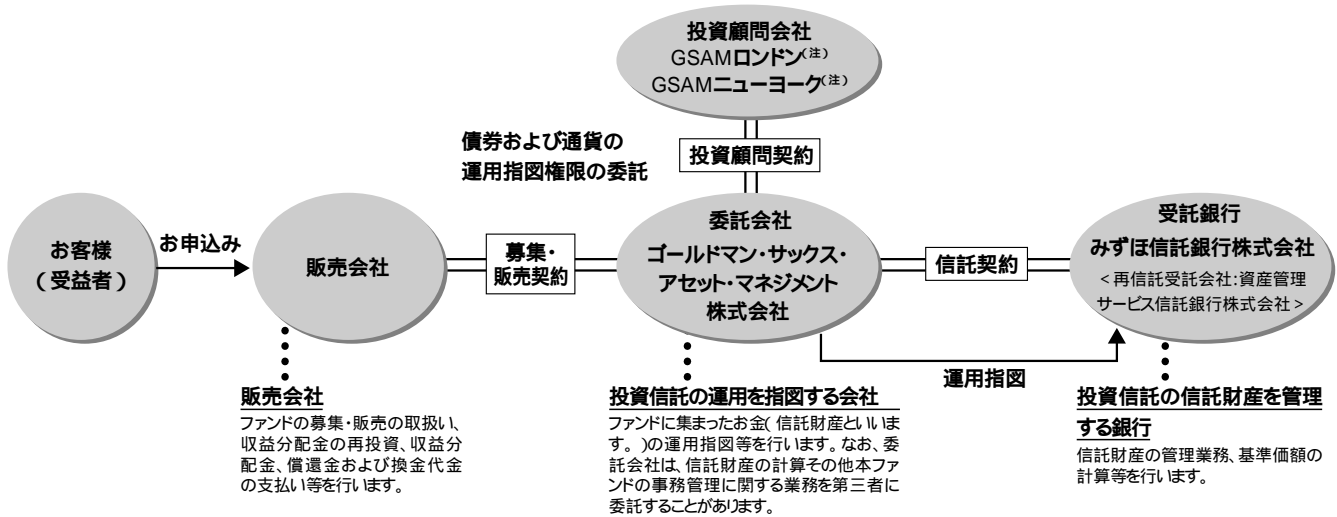 投資顧問会社
GSAMロンドン(注)
GSAMニューヨーク(注)
債券および通貨の
運用指図権限の委託
投資顧問契約
お客様
(受益者)
お申込み
販売会社
募集・
販売契約
委託会社
ゴールドマン・サックス・
アセット・マネジメント
株式会社
信託契約
受託銀行
みずほ信託銀行株式会社
<再信託受託会社:資産管理
サービス信託銀行株式会社>
運用指図
販売会社
ファンドの募集・販売の取扱い、
収益分配金の再投資、収益分
配金、償還金および換金代金
の支払い等を行います。
投資信託の運用を指図する会社
ファンドに集まったお金(信託財産といいま
す。)の運用指図等を行います。なお、委
託会社は、信託財産の計算その他本ファ
ンドの事務管理に関する業務を第三者に
委託することがあります。
投資信託の信託財産を管理
する銀行
信託財産の管理業務、基準価額の
計算等を行います。